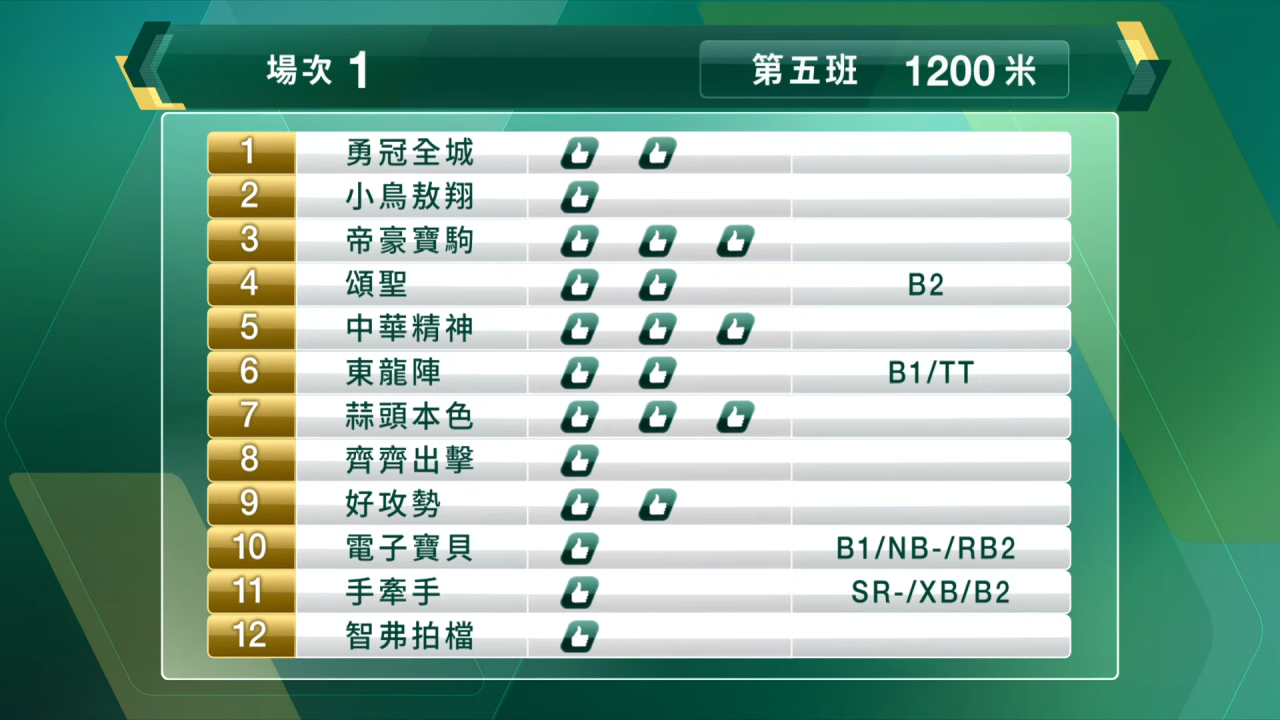 場次 1 第五班 1200 米
1 勇冠全城
2 小鳥敖翔
3 帝豪寶駒
4 頌聖 B2
5 中華精神
6 東龍陣 B1/TT
7 蒜頭本色
8 齊齊出擊
9 好攻勢
10 電子寶貝 B1/NB-/RB2
11 手牽手 SR-/XB/B2
12 智弗拍檔